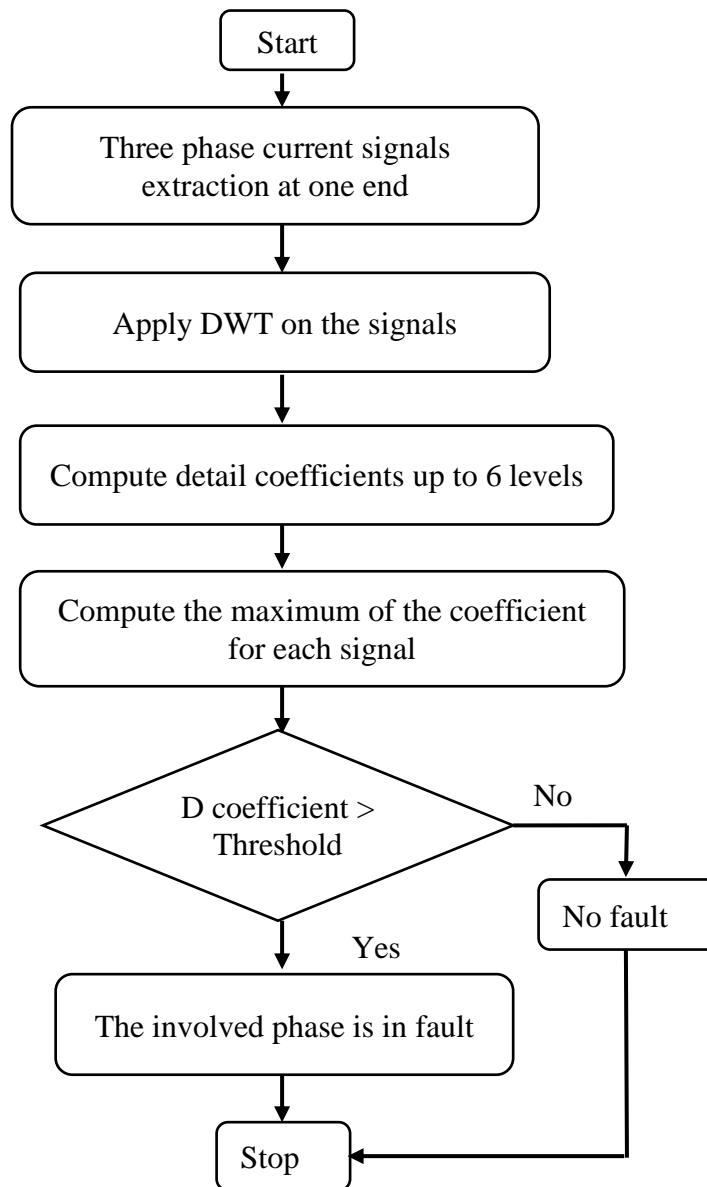 Start
Three phase current signals
extraction at one end
Apply DWT on the signals
Compute detail coefficients up to 6 levels
Compute the maximum of the coefficient
for each signal
D coefficient >
Threshold
No
No fault
Yes
The involved phase is in fault
Stop